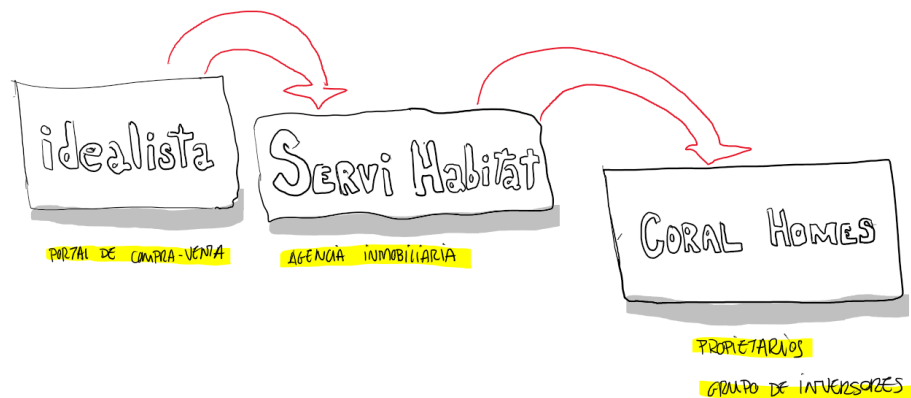 idealista
SERVi Habitat
CORAL HOMES
PORTAL DE COMPRA-VENTA
AGENCIA INMOBILIARIA
PROPIETARIOS
GRUPO DE INVERSORES